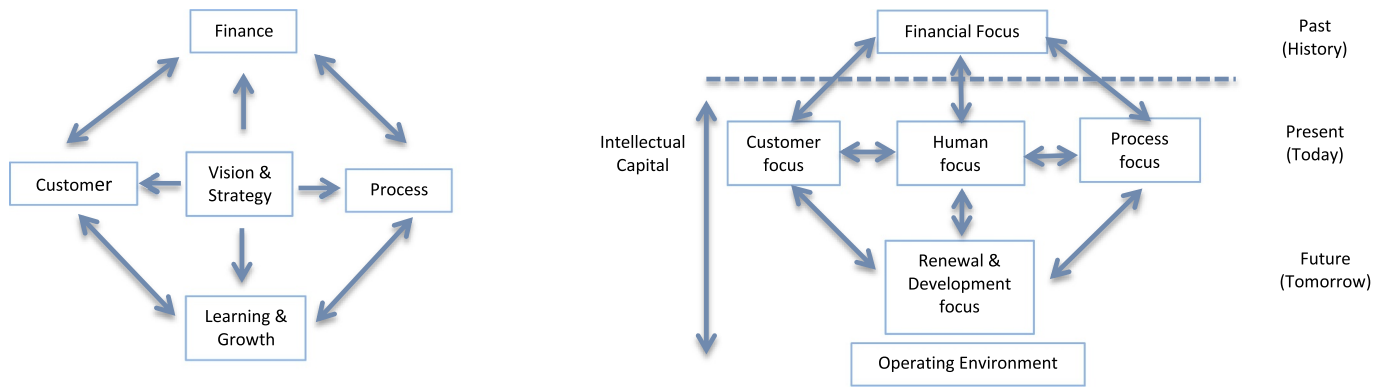 Finance
Customer
Vision &
Strategy
Process
Learning &
Growth
Financial Focus
Past
(History)
Intellectual
Capital
Customer
focus
Human
focus
Process
focus
Present
(Today)
Renewal &
Development
focus
Future
(Tomorrow)
Operating Environment